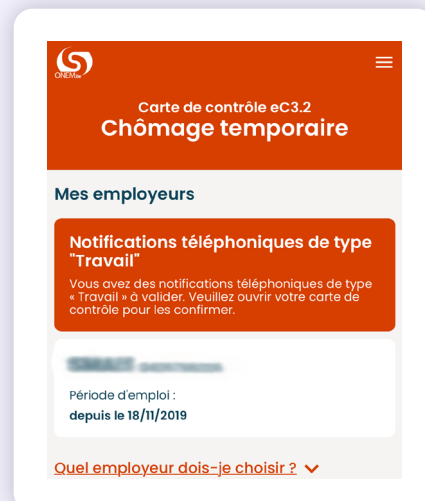 ONEM.be
Carte de contrôle eC3.2
Chômage temporaire
Mes employeurs
Notifications téléphoniques de type
"Travail"
Vous avez des notifications téléphoniques de type
« Travail » à valider. Veuillez ouvrir votre carte de
contrôle pour les confirmer.
Période d'emploi :
depuis le 18/11/2019
Quel employeur dois-je choisir ?